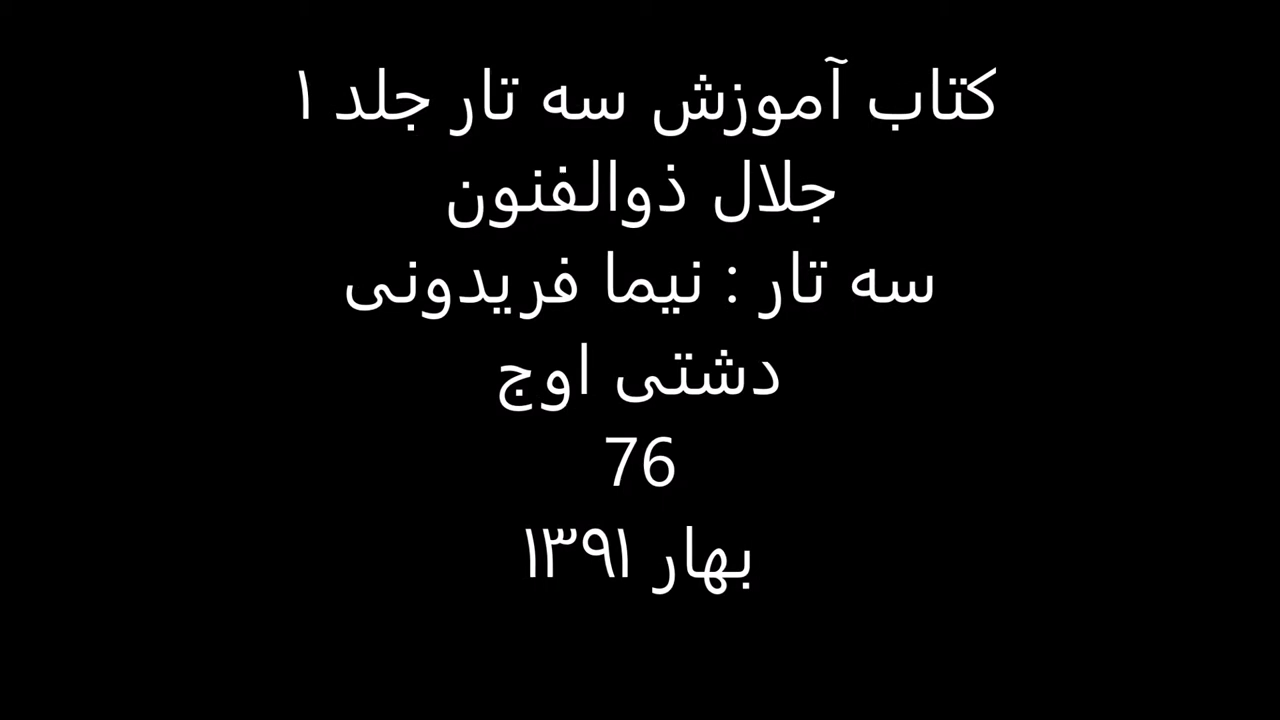 کتاب آموزش سه تار جلد ۱
جلال ذوالفنون
سه تار : نیما فریدونی
دشتی اوج
76
بهار ۱۳۹۱